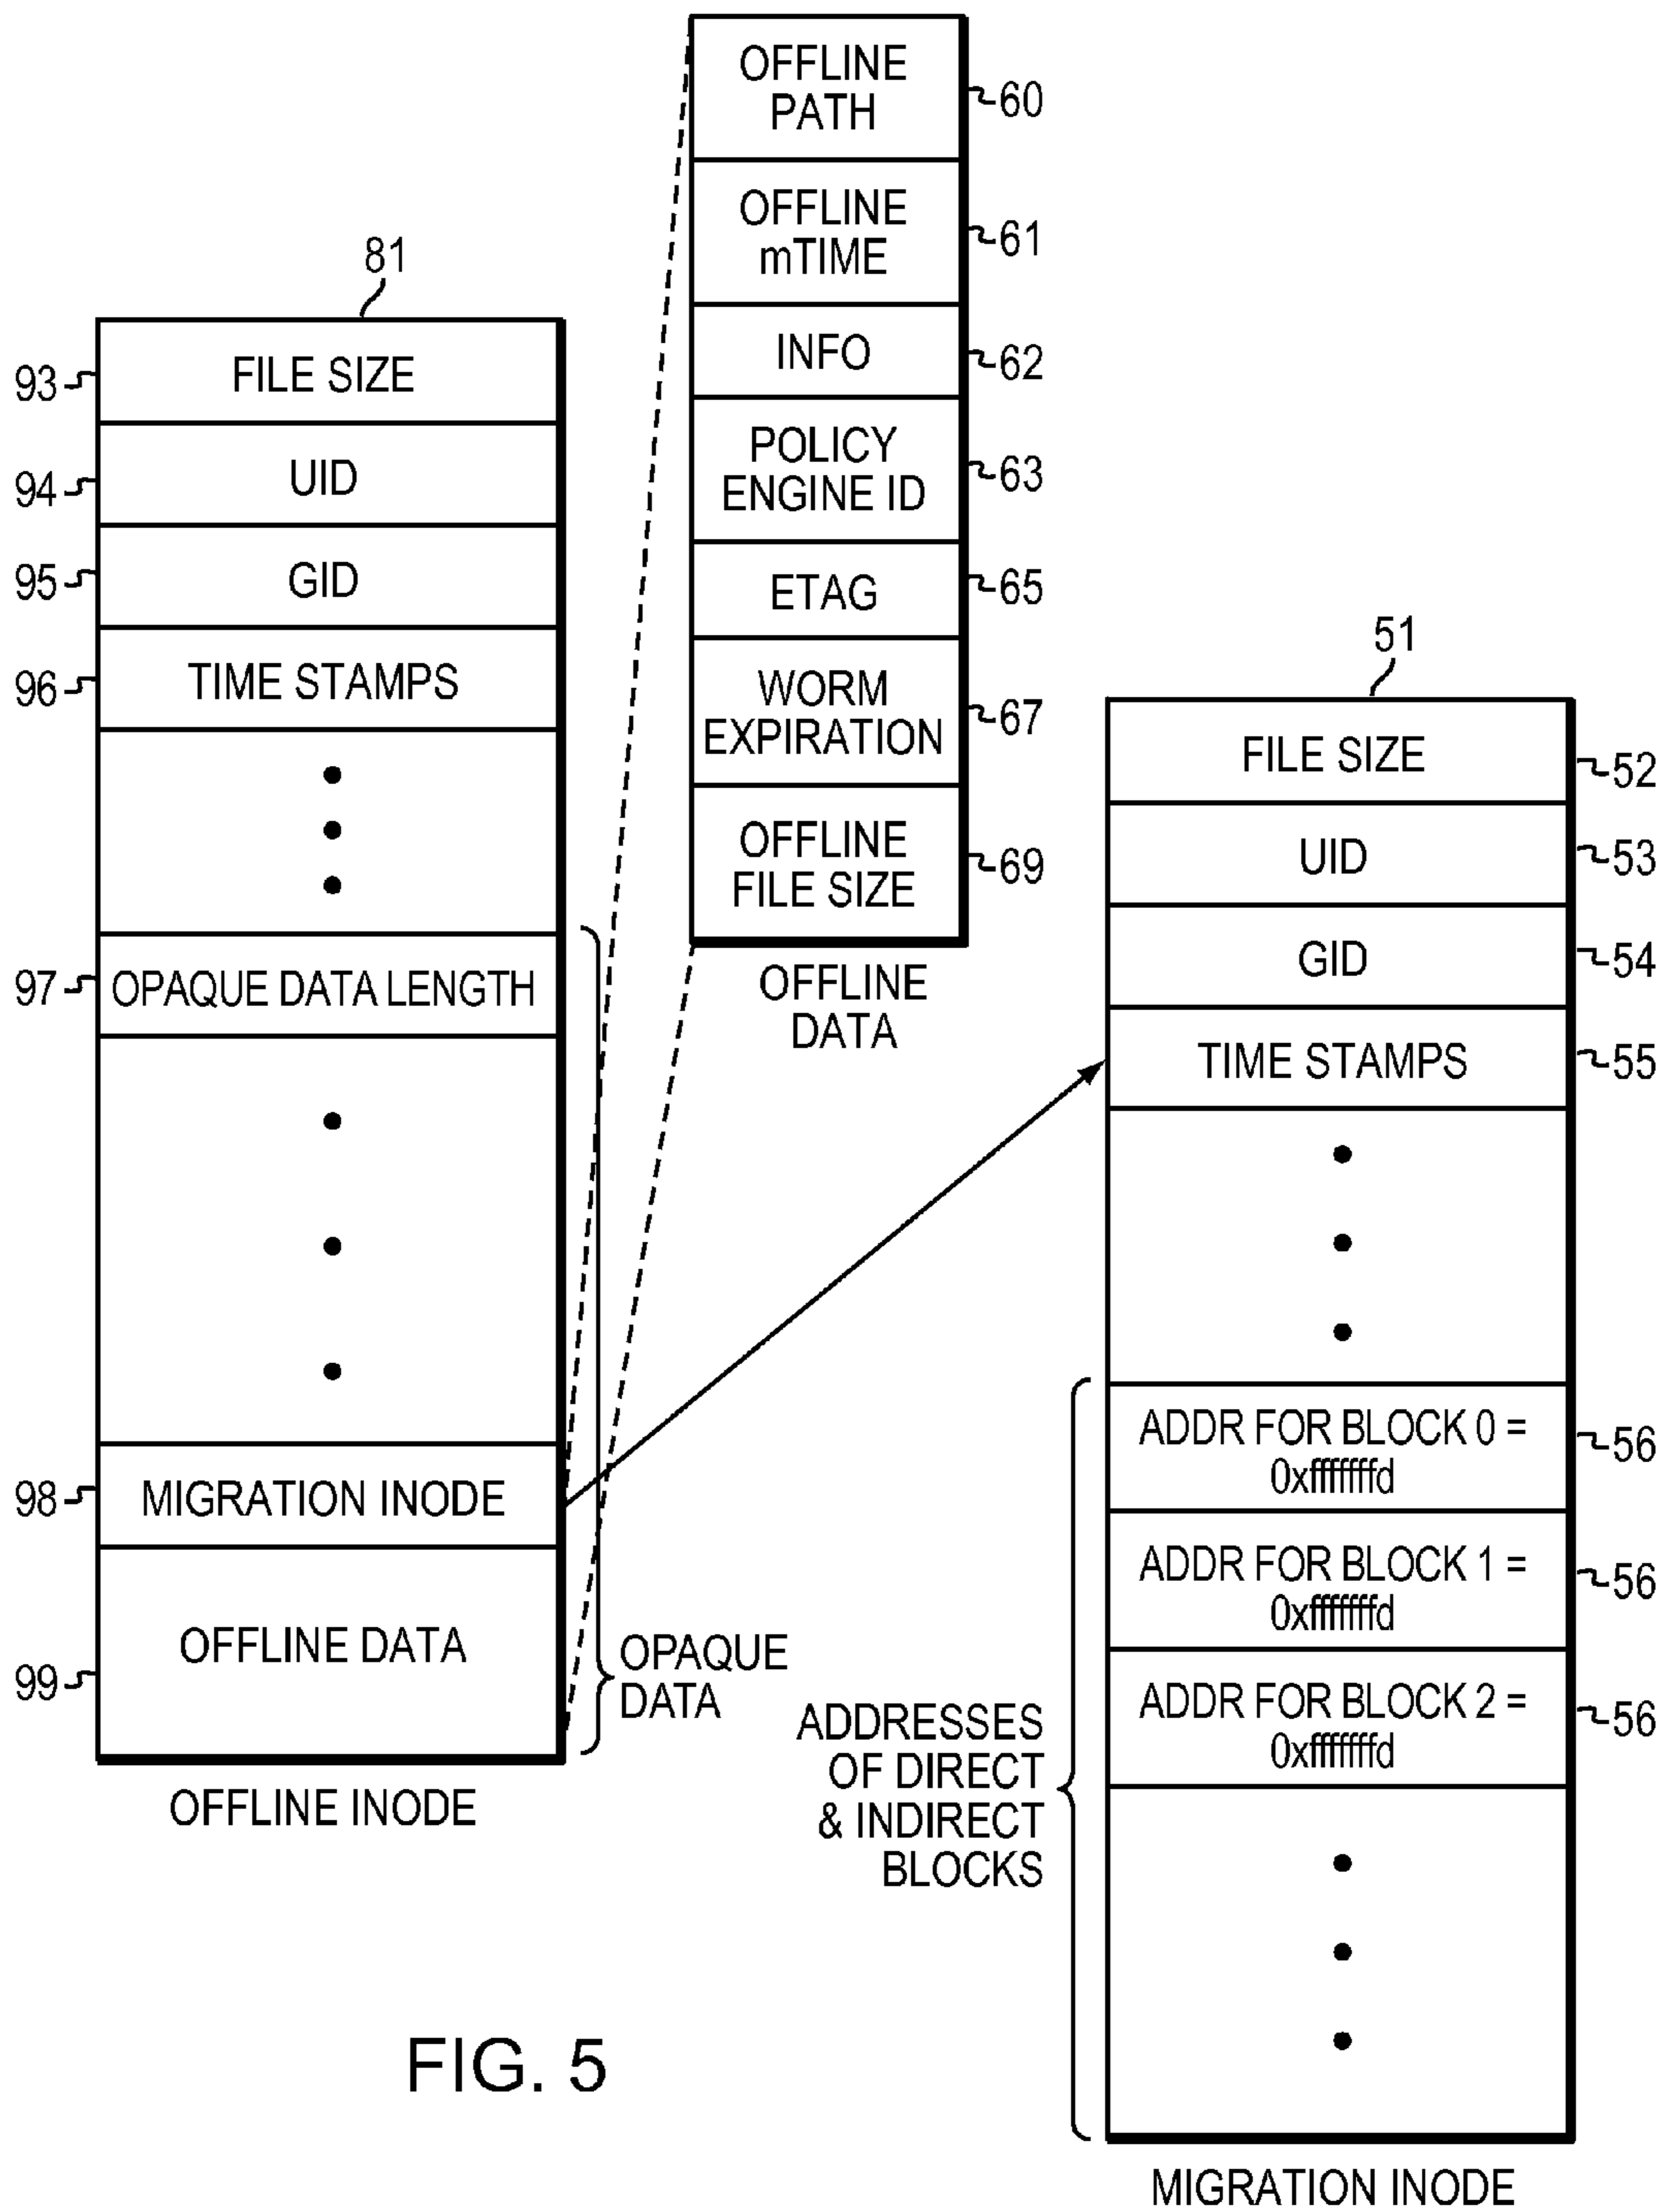 81
93
FILE SIZE
94
UID
95
GID
96
TIME STAMPS
97
OPAQUE DATA LENGTH
98
MIGRATION INODE
99
OFFLINE DATA
OPAQUE
DATA
OFFLINE INODE
OFFLINE
PATH
60
OFFLINE
mTIME
61
INFO
62
POLICY
ENGINE ID
63
ETAG
65
WORM
EXPIRATION
67
OFFLINE
FILE SIZE
69
OFFLINE
DATA
51
FILE SIZE
52
UID
53
GID
54
TIME STAMPS
55
ADDR FOR BLOCK 0 =
0xfffffffd
56
ADDR FOR BLOCK 1 =
0xfffffffd
56
ADDR FOR BLOCK 2 =
0xfffffffd
56
ADDRESSES
OF DIRECT
& INDIRECT
BLOCKS
MIGRATION INODE
FIG. 5